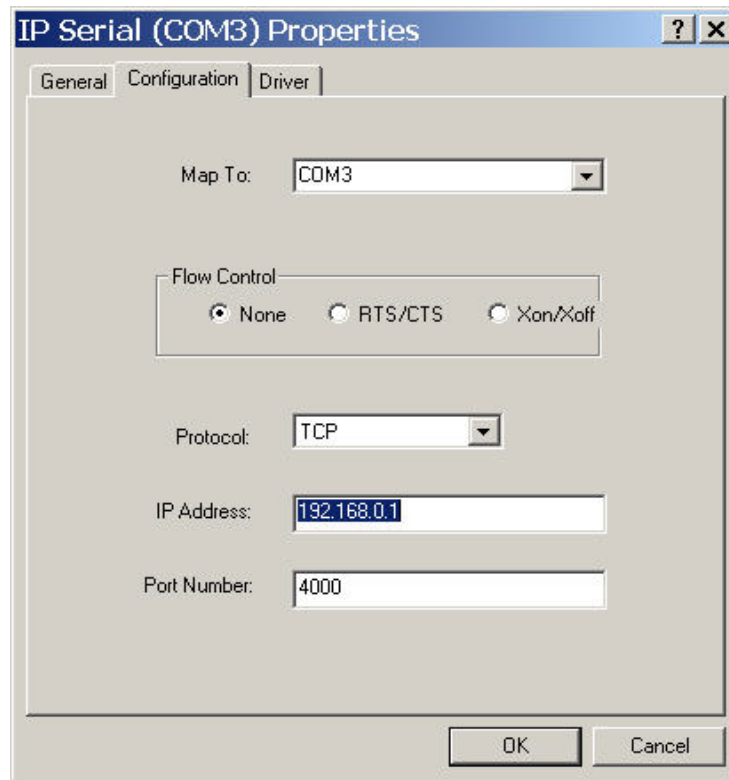 IP Serial (COM3) Properties ? X
General Configuration Driver
Map To: COM3
Flow Control
None RTS/CTS Xon/Xoff
Protocol: TCP
IP Address: 192.168.0.1
Port Number: 4000
OK Cancel